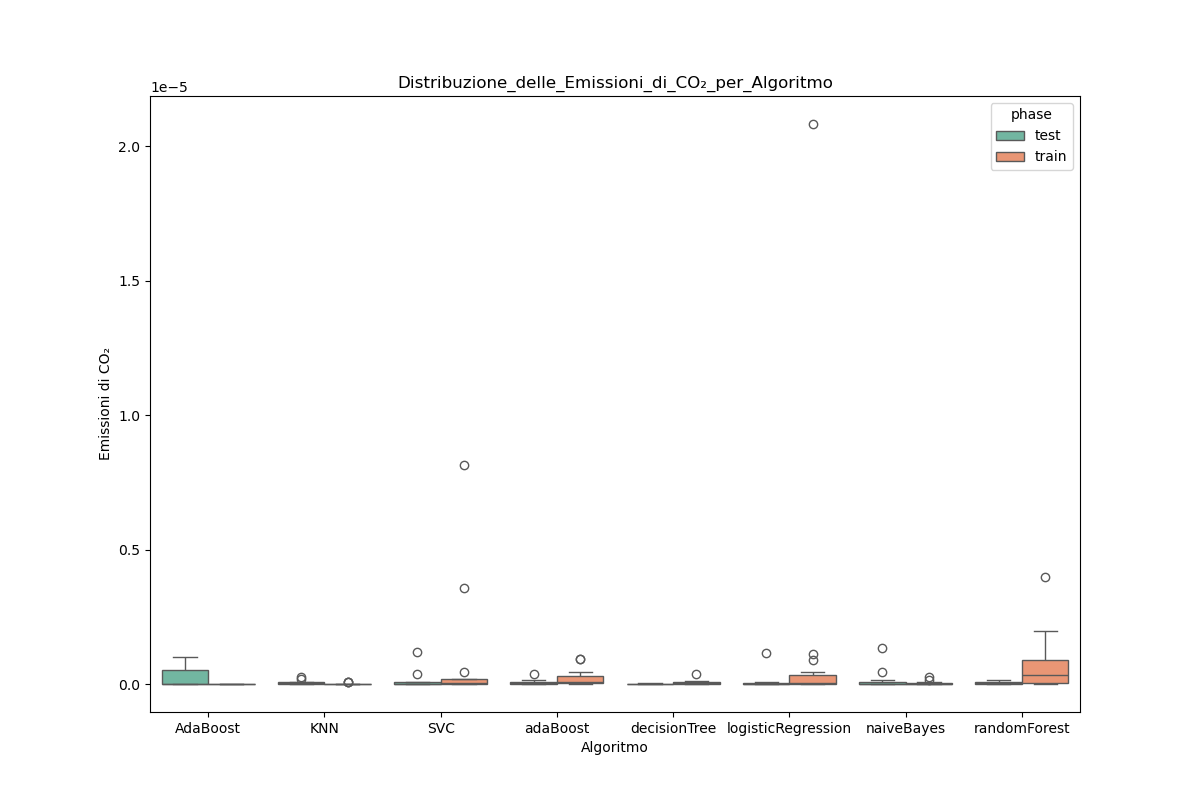 Distribuzione_delle_Emissioni_di_CO₂_per_Algoritmo
1e−5
phase
test
train
2.0
1.5
1.0
0.5
0.0
Emissioni di CO₂
AdaBoost KNN SVC adaBoost decisionTree logisticRegression naiveBayes randomForest
Algoritmo